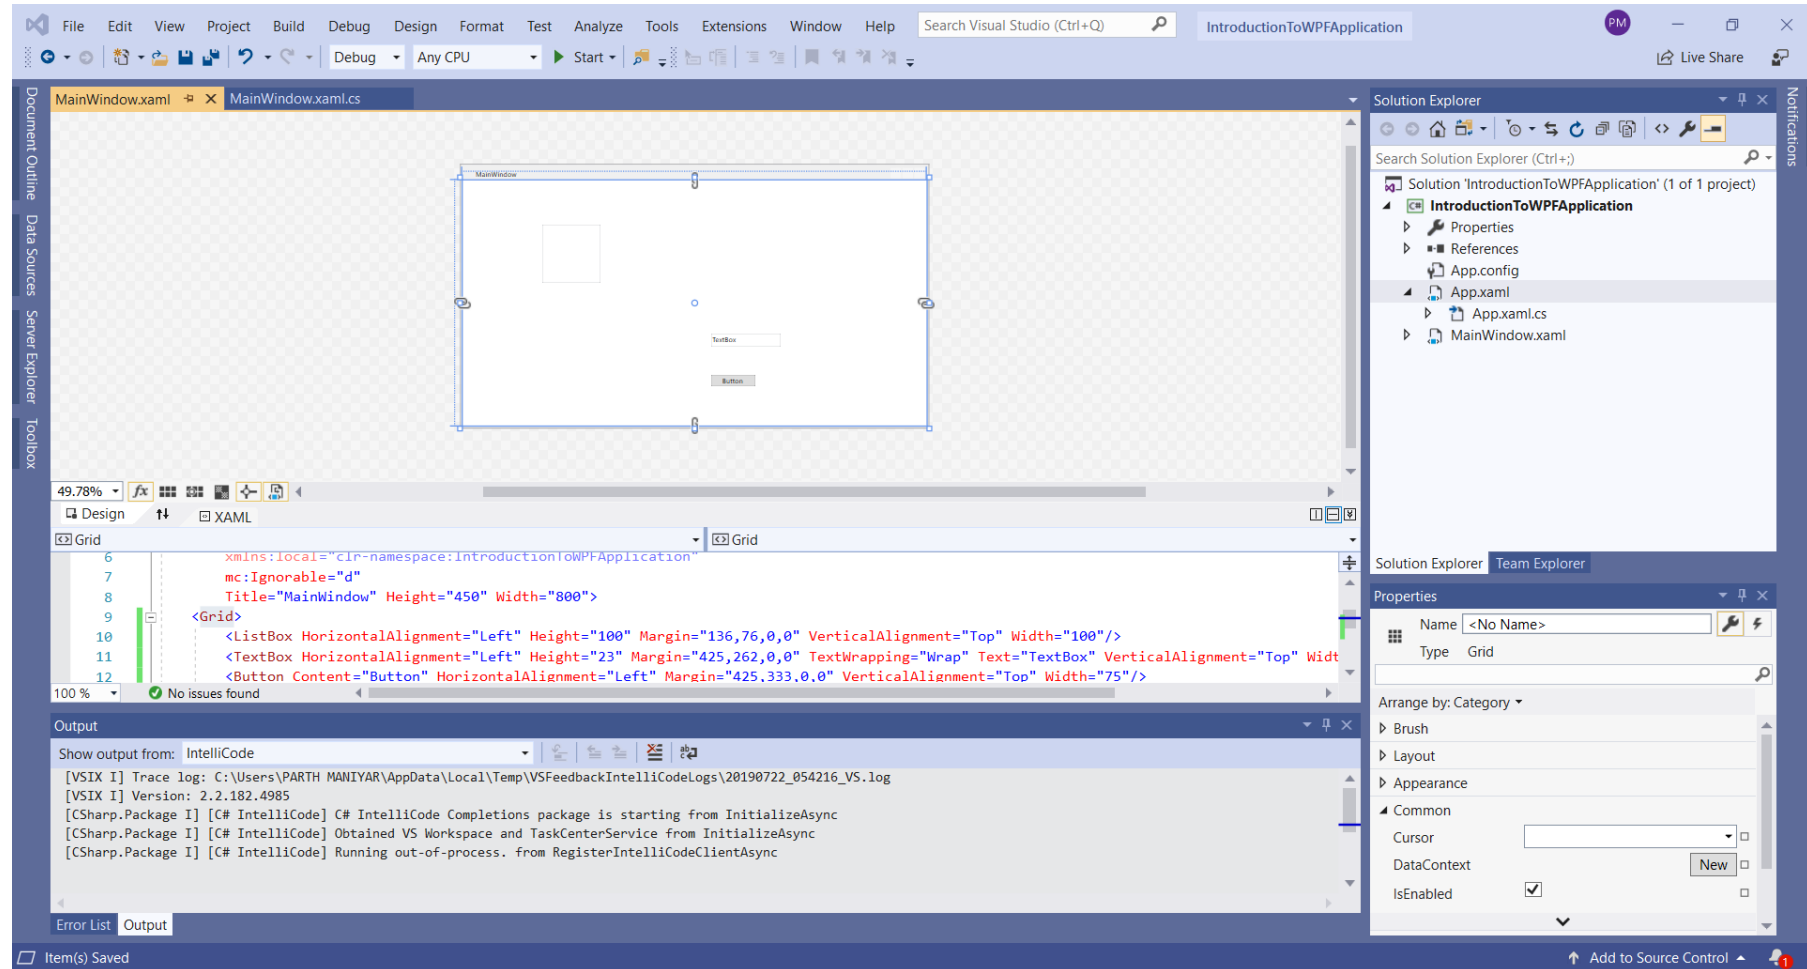 File Edit View Project Build Debug Design Format Test Analyze Tools Extensions Window Help Search Visual Studio (Ctrl+Q) IntroductionToWPFApplication PM
Debug Any CPU Start Live Share
Document Outline
Data Sources
Server Explorer
Toolbox
MainWindow.xaml MainWindow.xaml.cs
MainWindow
TextBox
Button
49.78% fx
Design XAML
Grid Grid
6 xmlns:local="clr-namespace:IntroductionToWPFApplication"
7 mc:Ignorable="d"
8 Title="MainWindow" Height="450" Width="800">
9 <Grid>
10 <ListBox HorizontalAlignment="Left" Height="100" Margin="136,76,0,0" VerticalAlignment="Top" Width="100"/>
11 <TextBox HorizontalAlignment="Left" Height="23" Margin="425,262,0,0" TextWrapping="Wrap" Text="TextBox" VerticalAlignment="Top" Widt
12 <Button Content="Button" HorizontalAlignment="Left" Margin="425,333,0,0" VerticalAlignment="Top" Width="75"/>
100 % No issues found
Output
Show output from: IntelliCode
[VSIX I] Trace log: C:\Users\PARTH MANIYAR\AppData\Local\Temp\VSFeedbackIntelliCodeLogs\20190722_054216_VS.log
[VSIX I] Version: 2.2.182.4985
[CSharp.Package I] [C# IntelliCode] C# IntelliCode Completions package is starting from InitializeAsync
[CSharp.Package I] [C# IntelliCode] Obtained VS Workspace and TaskCenterService from InitializeAsync
[CSharp.Package I] [C# IntelliCode] Running out-of-process. from RegisterIntelliCodeClientAsync
Error List Output
Solution Explorer
Search Solution Explorer (Ctrl+;)
Solution 'IntroductionToWPFApplication' (1 of 1 project)
C# IntroductionToWPFApplication
Properties
References
App.config
App.xaml
App.xaml.cs
MainWindow.xaml
Solution Explorer Team Explorer
Properties
Name <No Name>
Type Grid
Arrange by: Category
Brush
Layout
Appearance
Common
Cursor
DataContext New
IsEnabled
Notifications
Item(s) Saved Add to Source Control 1